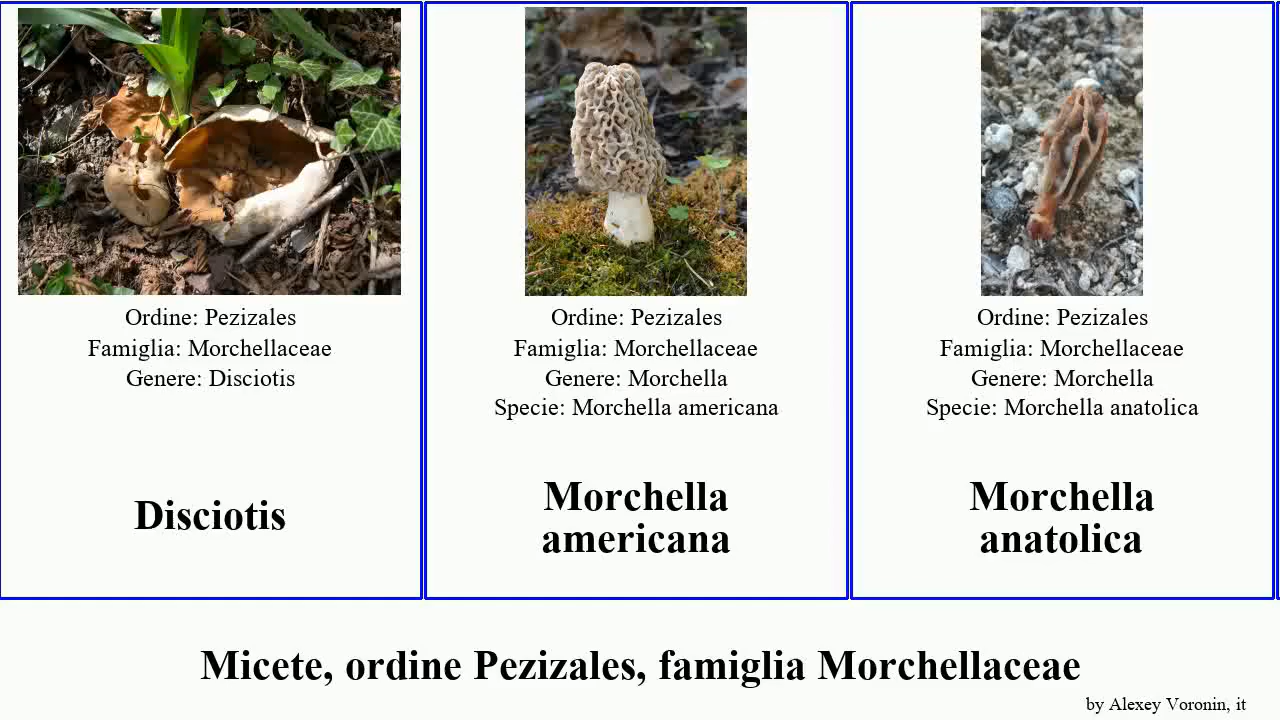 Ordine: Pezizales
Famiglia: Morchellaceae
Genere: Disciotis
Disciotis
Ordine: Pezizales
Famiglia: Morchellaceae
Genere: Morchella
Specie: Morchella americana
Morchella
americana
Ordine: Pezizales
Famiglia: Morchellaceae
Genere: Morchella
Specie: Morchella anatolica
Morchella
anatolica
Micete, ordine Pezizales, famiglia Morchellaceae
by Alexey Voronin, it